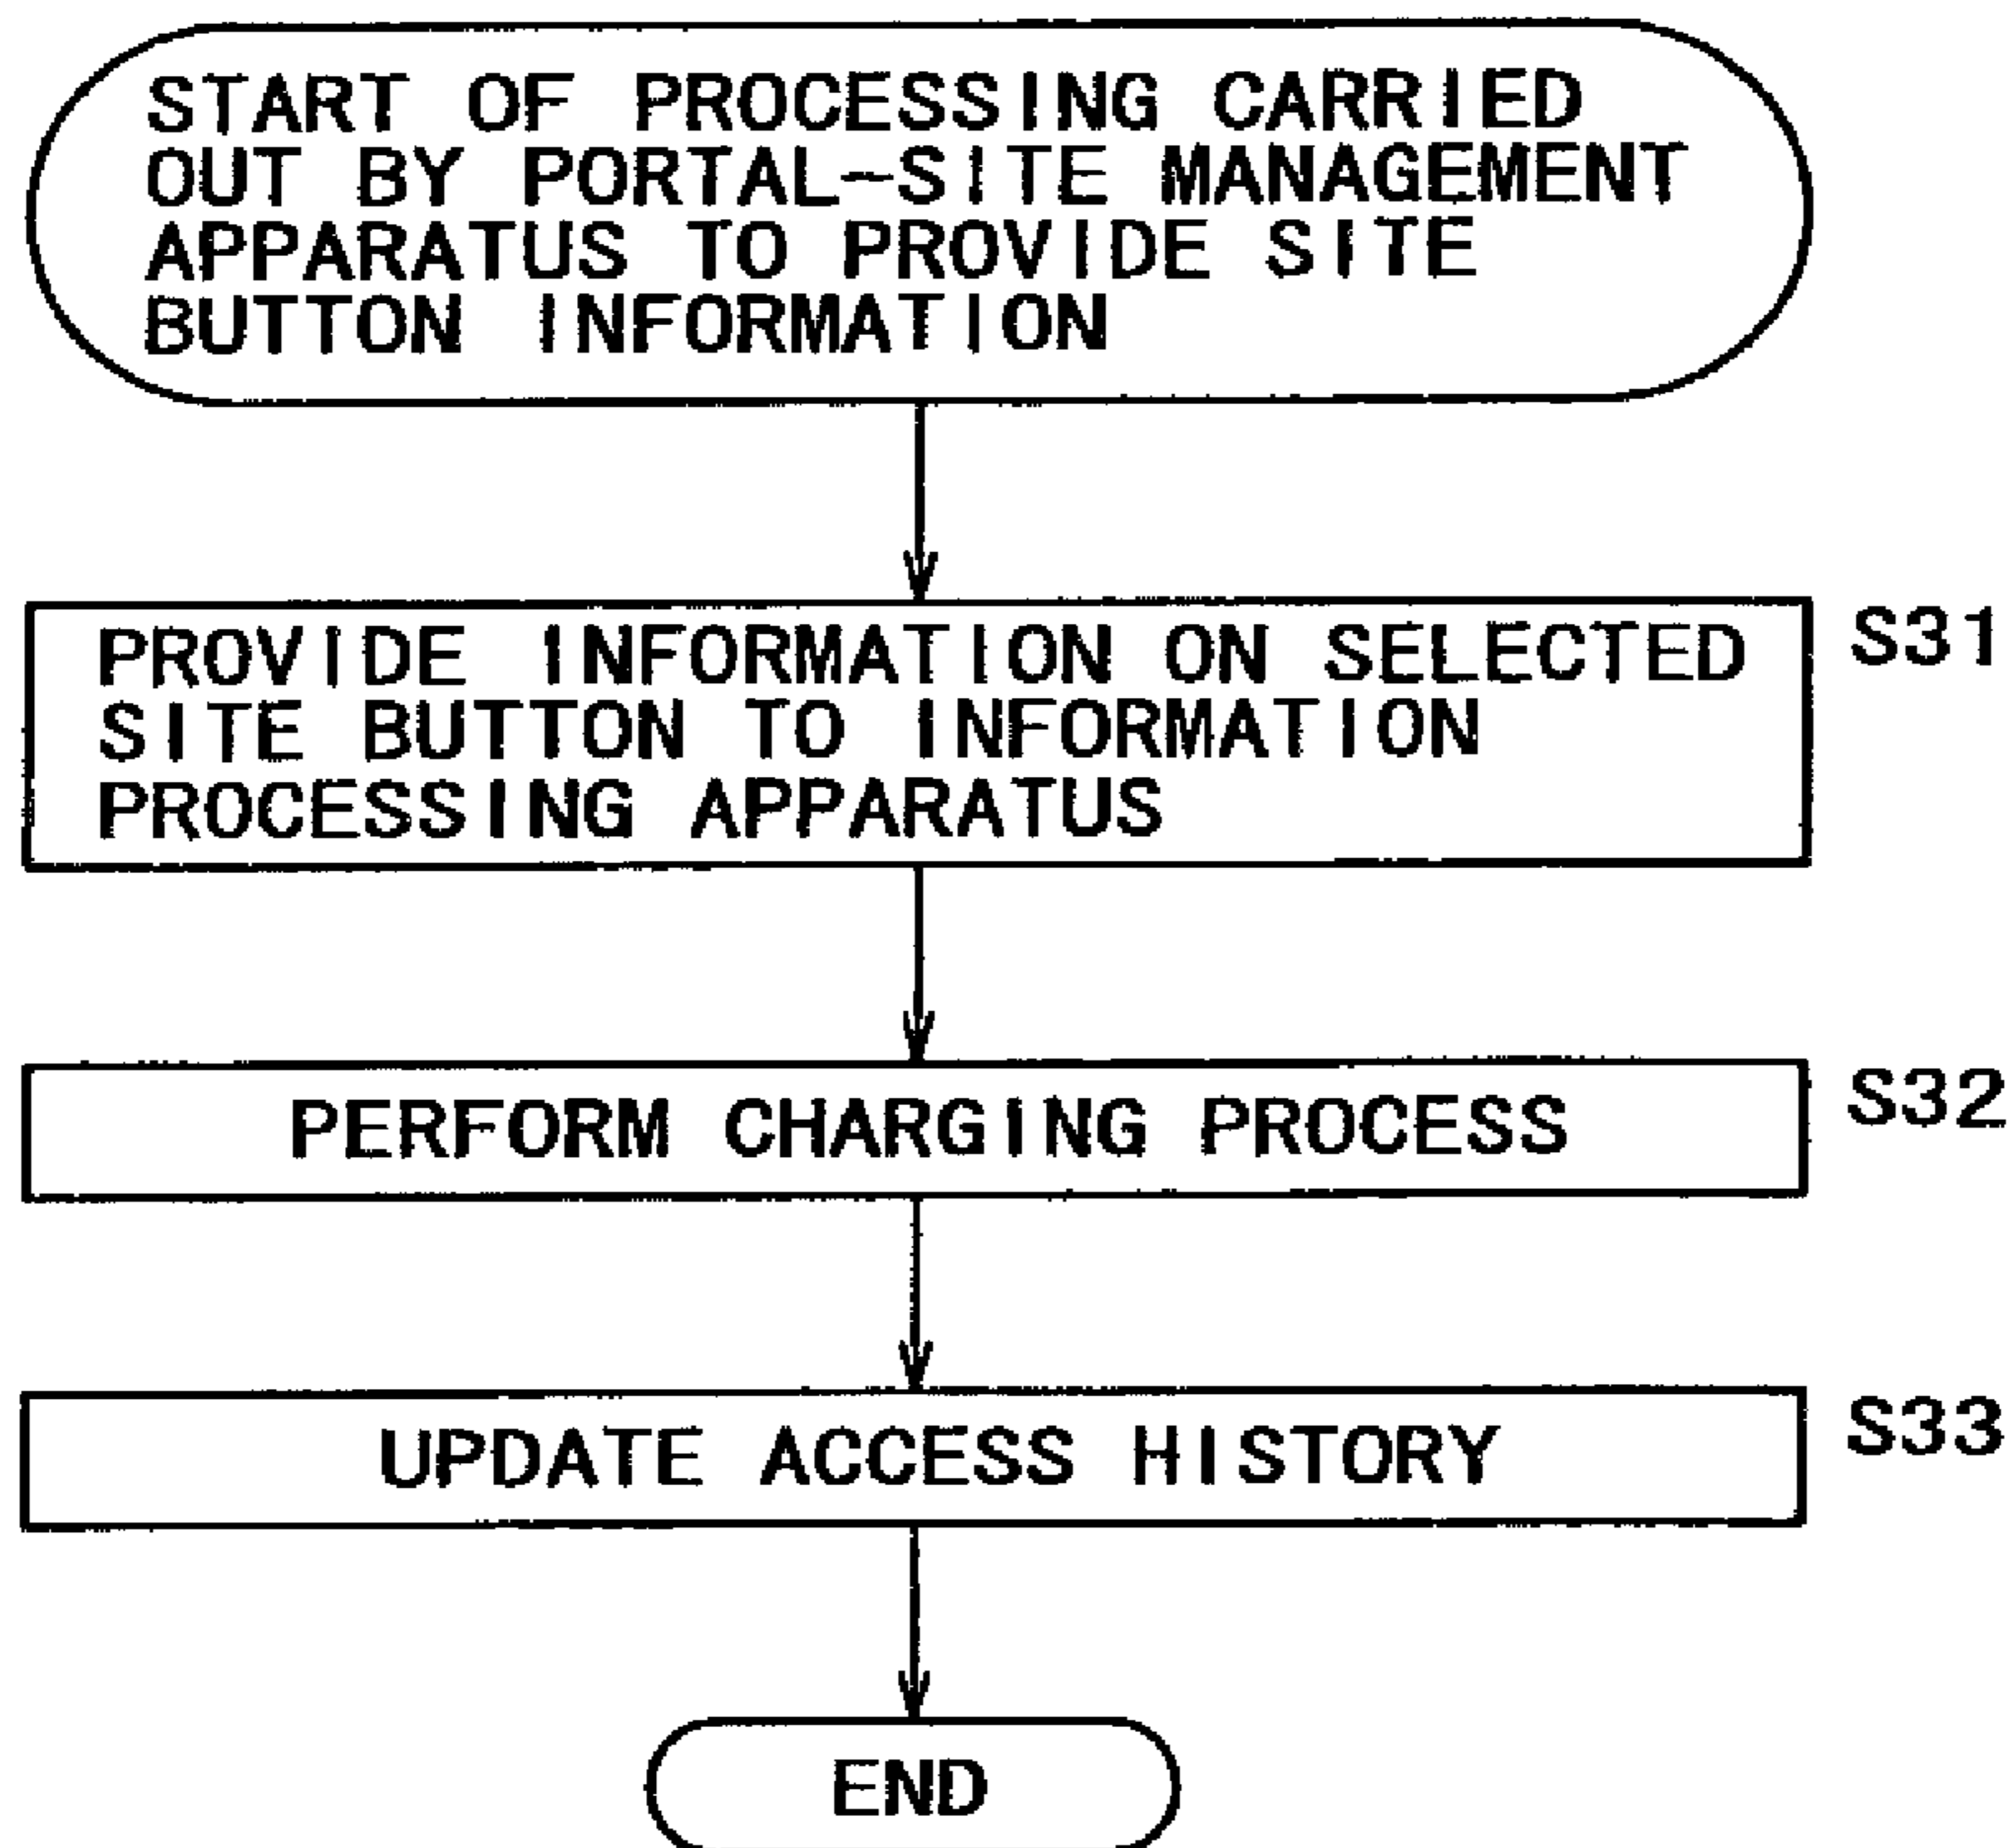 START OF PROCESSING CARRIED
OUT BY PORTAL-SITE MANAGEMENT
APPARATUS TO PROVIDE SITE
BUTTON INFORMATION
PROVIDE INFORMATION ON SELECTED
SITE BUTTON TO INFORMATION
PROCESSING APPARATUS
S31
PERFORM CHARGING PROCESS
S32
UPDATE ACCESS HISTORY
S33
END